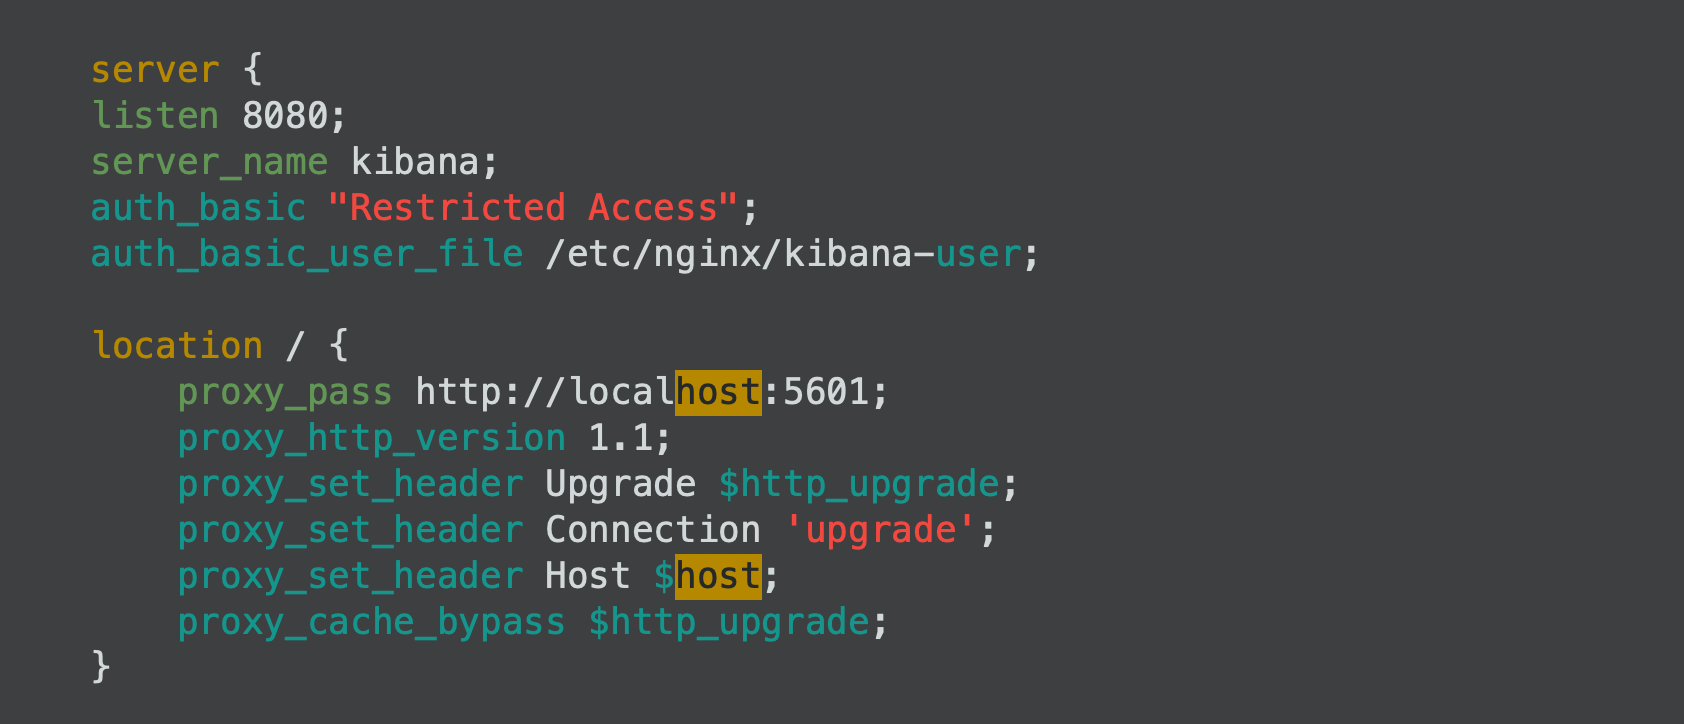 server {
listen 8080;
server_name kibana;
auth_basic "Restricted Access";
auth_basic_user_file /etc/nginx/kibana-user;

location / {
    proxy_pass http://localhost:5601;
    proxy_http_version 1.1;
    proxy_set_header Upgrade $http_upgrade;
    proxy_set_header Connection 'upgrade';
    proxy_set_header Host $host;
    proxy_cache_bypass $http_upgrade;
}